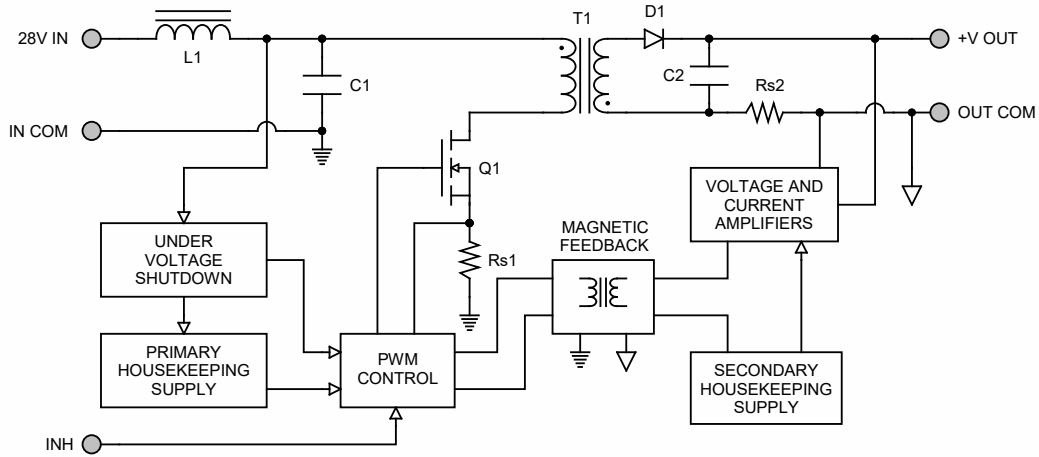 T1
D1
28V IN
+V OUT
L1
C1
C2
Rs2
IN COM
OUT COM
Q1
VOLTAGE AND
CURRENT
AMPLIFIERS
MAGNETIC
FEEDBACK
UNDER
VOLTAGE
SHUTDOWN
Rs1
PRIMARY
HOUSEKEEPING
SUPPLY
PWM
CONTROL
SECONDARY
HOUSEKEEPING
SUPPLY
INH